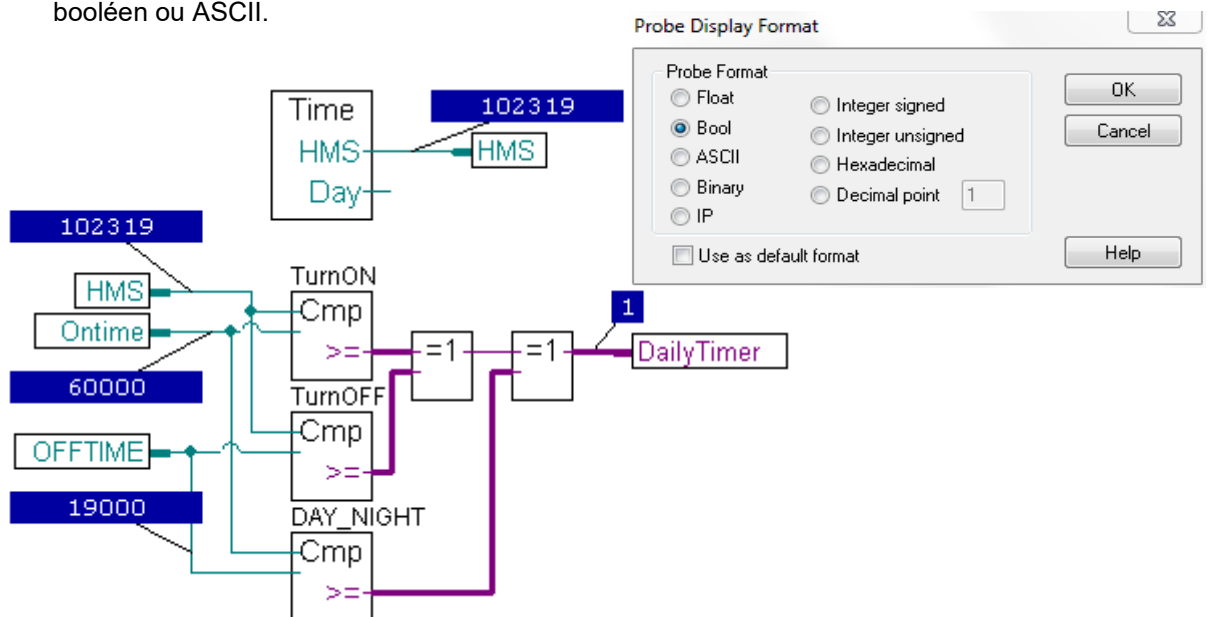 booléen ou ASCII.
Probe Display Format
Probe Format
Float
Bool
ASCII
Binary
IP
Integer signed
Integer unsigned
Hexadecimal
Decimal point 1
Use as default format
OK
Cancel
Help
Time
HMS
Day
102319
HMS
102319
HMS
Ontime
60000
OFFTIME
19000
TurnON
Cmp
>=
TurnOFF
Cmp
>=
DAY_NIGHT
Cmp
>=
=1
=1
1
DailyTimer